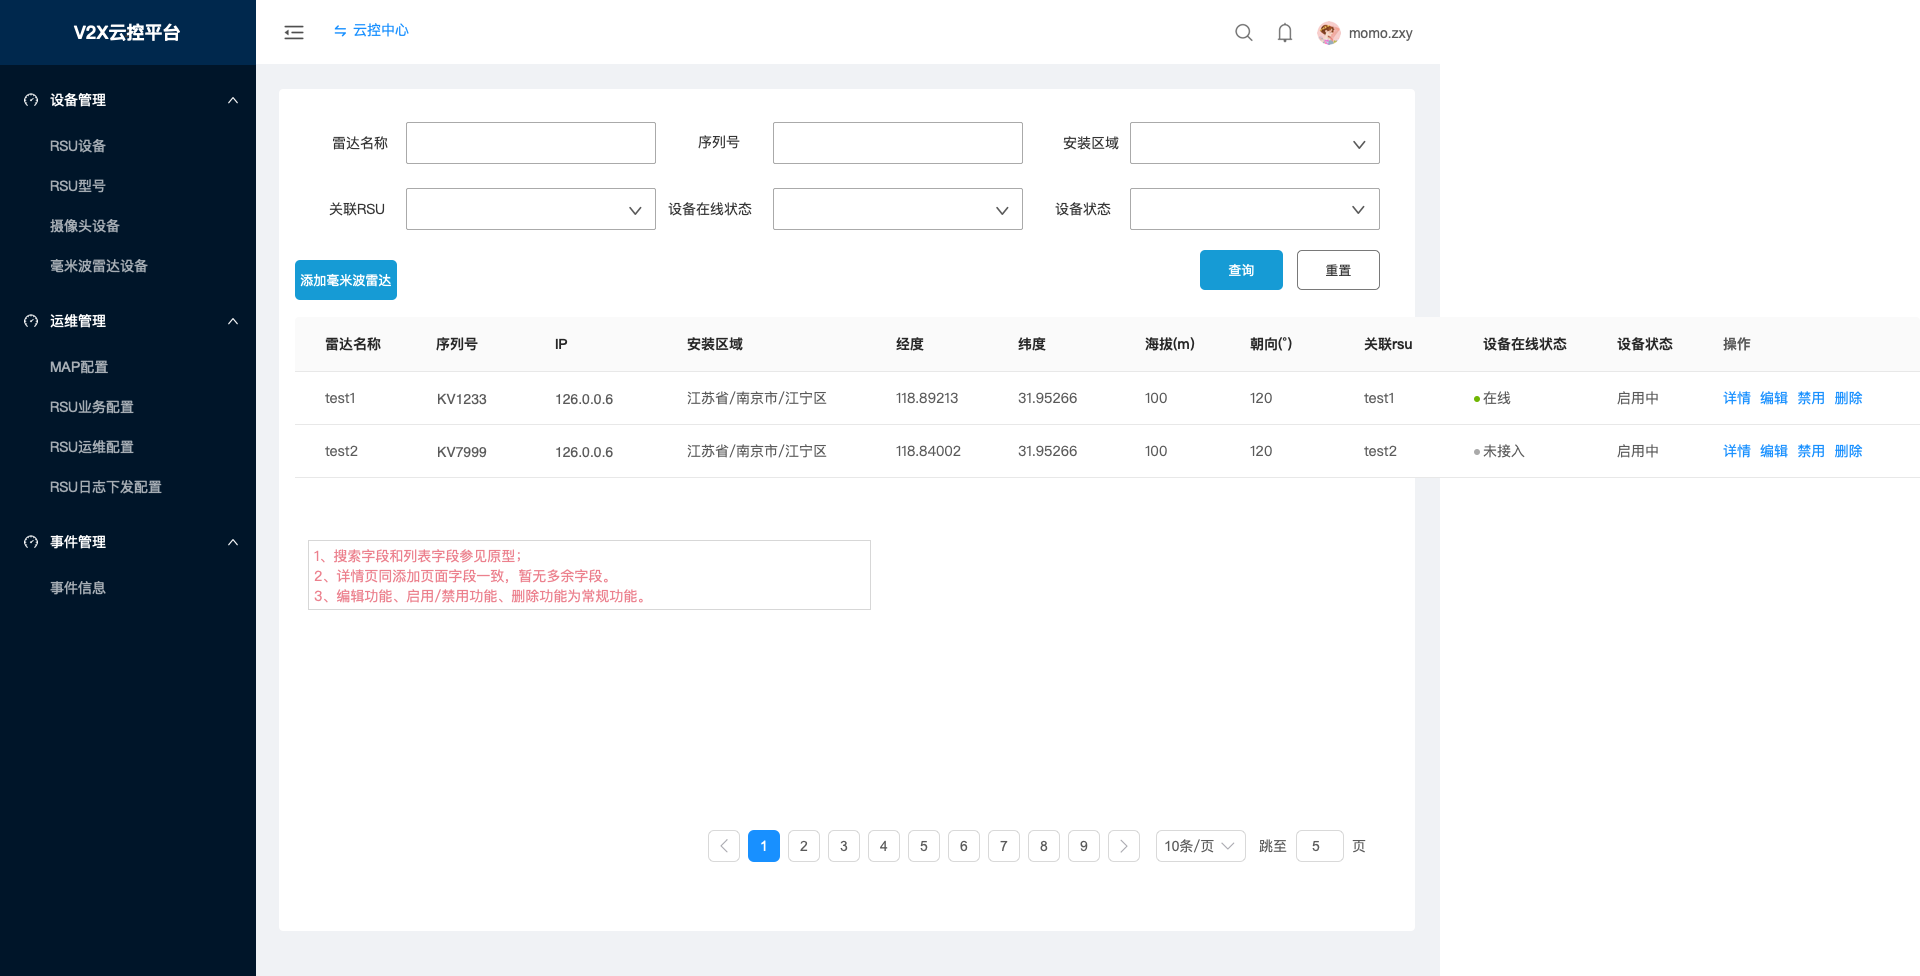 V2X云控平台
云控中心
momo.zxy
设备管理
RSU设备
RSU型号
摄像头设备
毫米波雷达设备
运维管理
MAP配置
RSU业务配置
RSU运维配置
RSU日志下发配置
事件管理
事件信息
雷达名称 序列号 安装区域
关联RSU 设备在线状态 设备状态
添加毫米波雷达 查询 重置
雷达名称 序列号 IP 安装区域 经度 纬度 海拔(m) 朝向(°) 关联rsu 设备在线状态 设备状态 操作
test1 KV1233 126.0.0.6 江苏省/南京市/江宁区 118.89213 31.95266 100 120 test1 在线 启用中 详情 编辑 禁用 删除
test2 KV7999 126.0.0.6 江苏省/南京市/江宁区 118.84002 31.95266 100 120 test2 未接入 启用中 详情 编辑 禁用 删除
1、搜索字段和列表字段参见原型；
2、详情页同添加页面字段一致，暂无多余字段。
3、编辑功能、启用/禁用功能、删除功能为常规功能。
1 2 3 4 5 6 7 8 9 10条/页 跳至 5 页